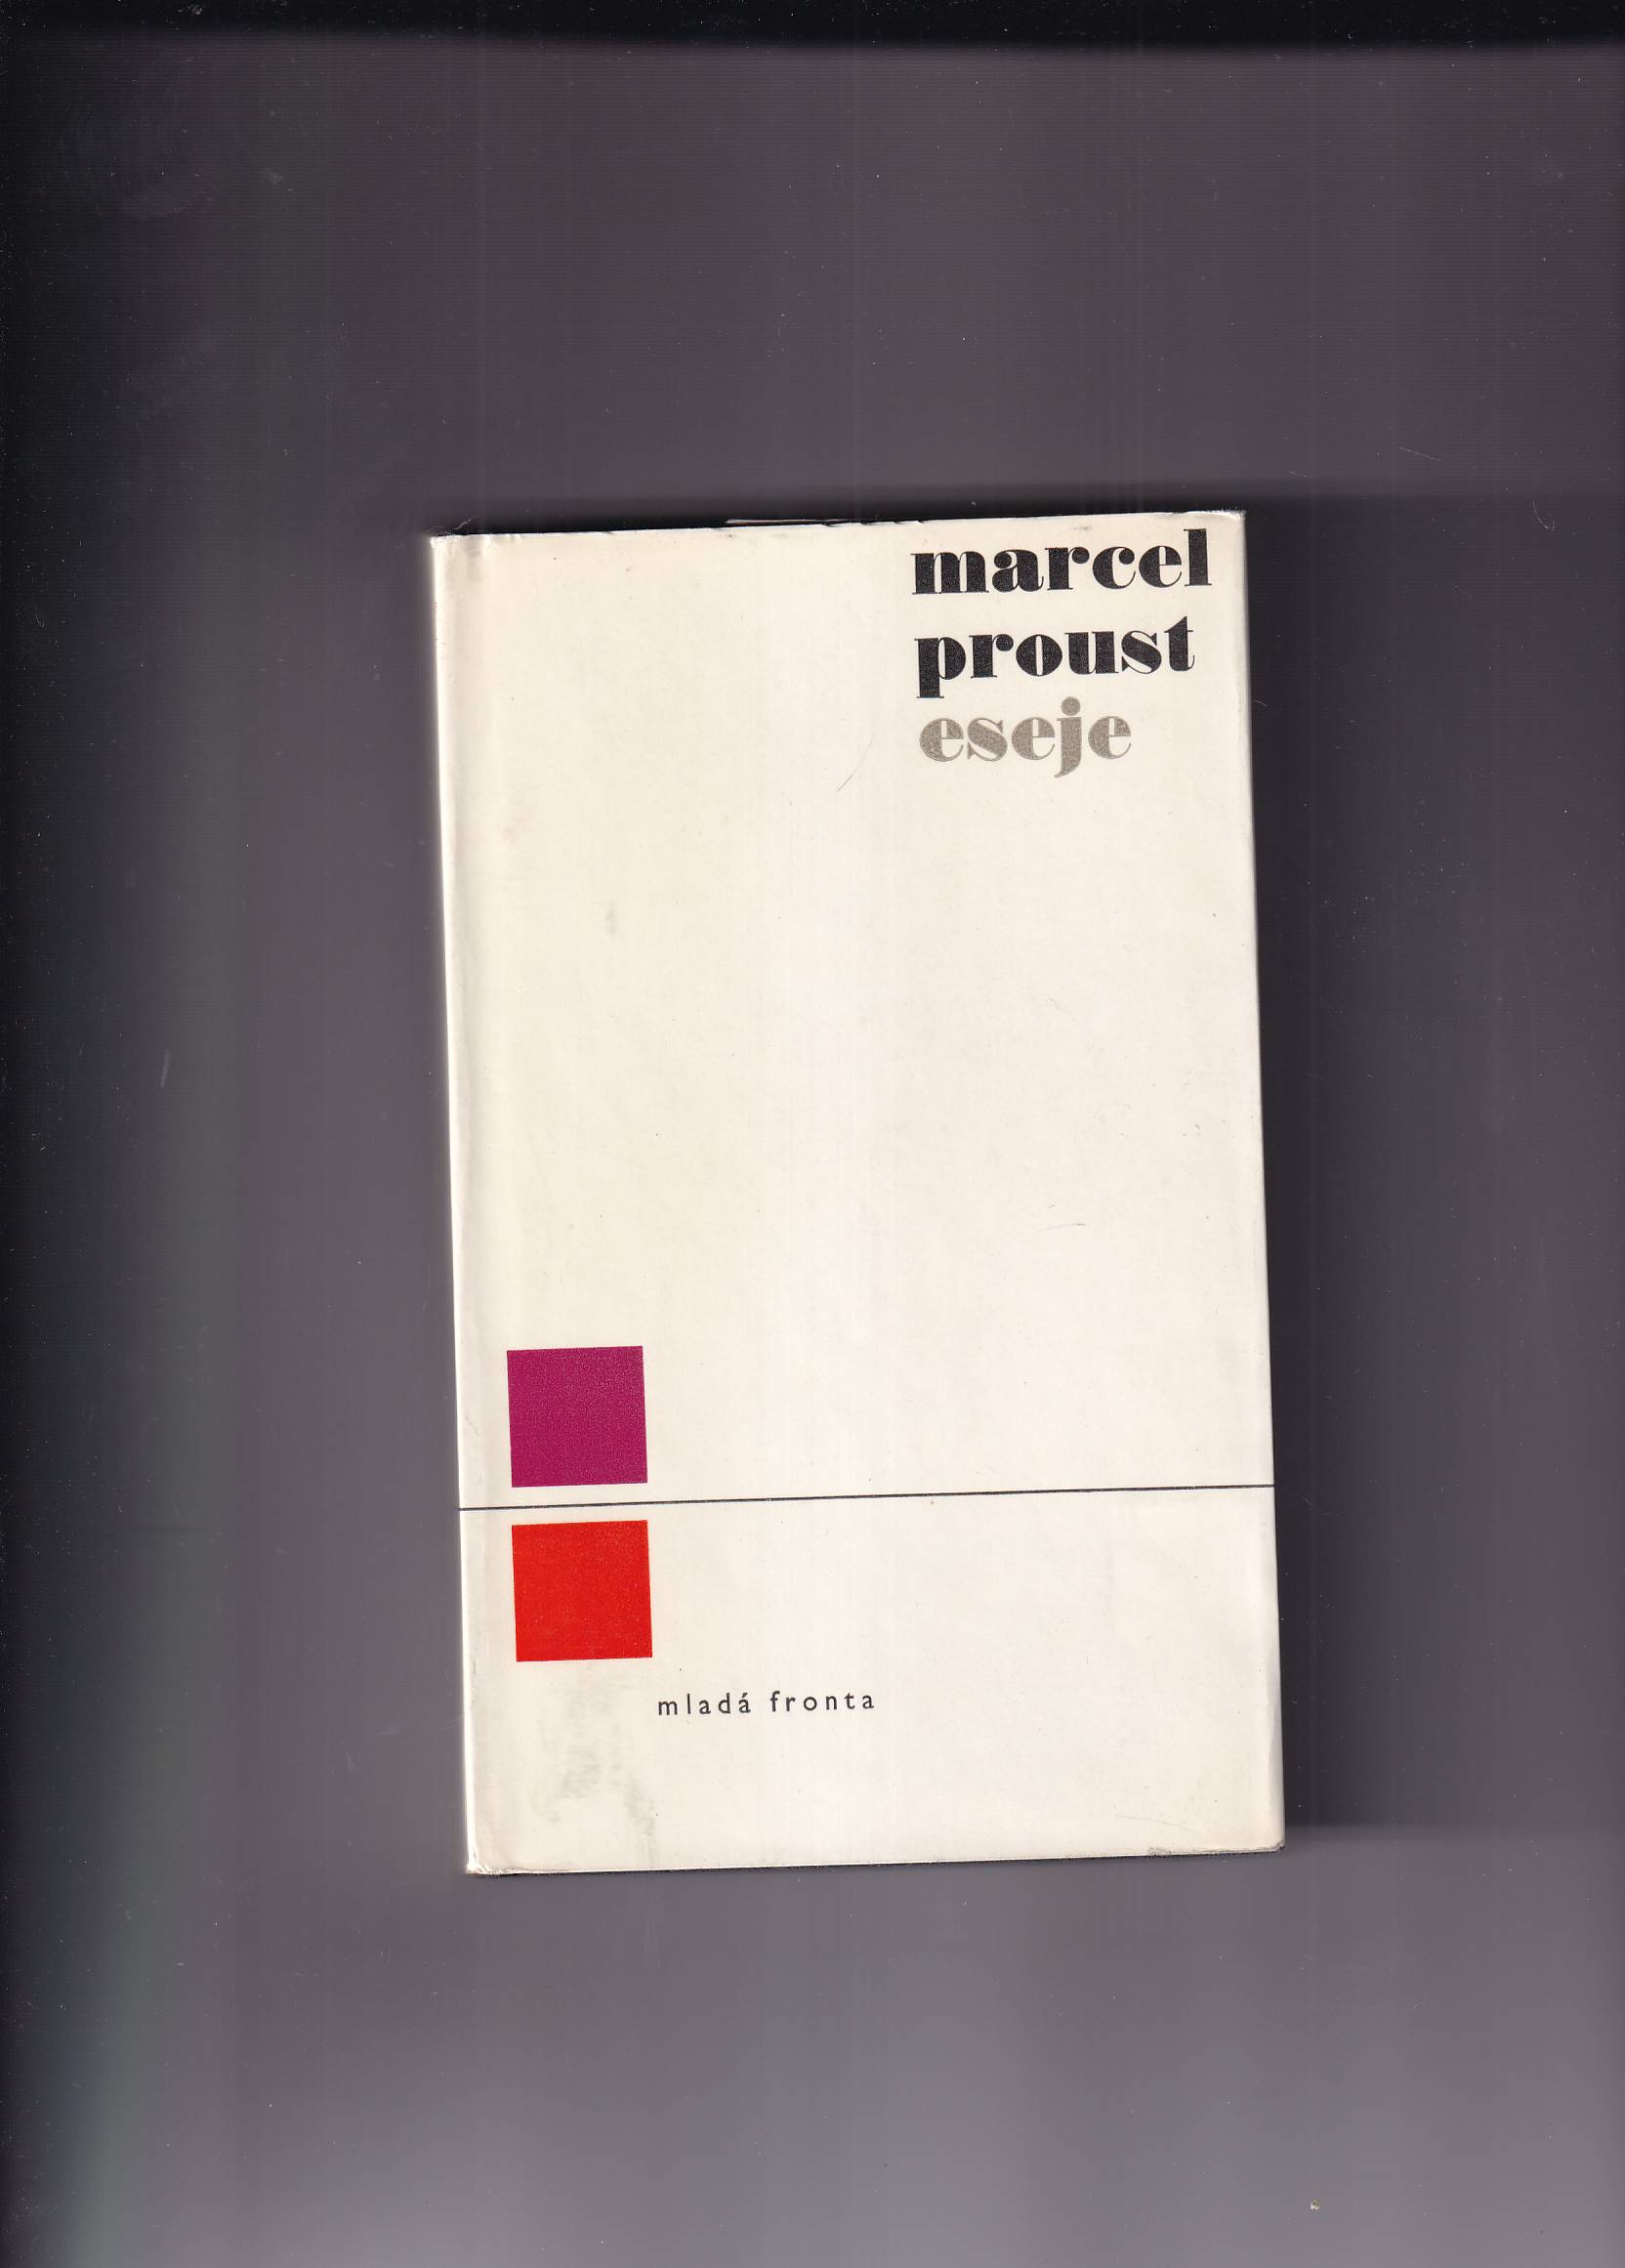 marcel
proust
eseje
mladá fronta